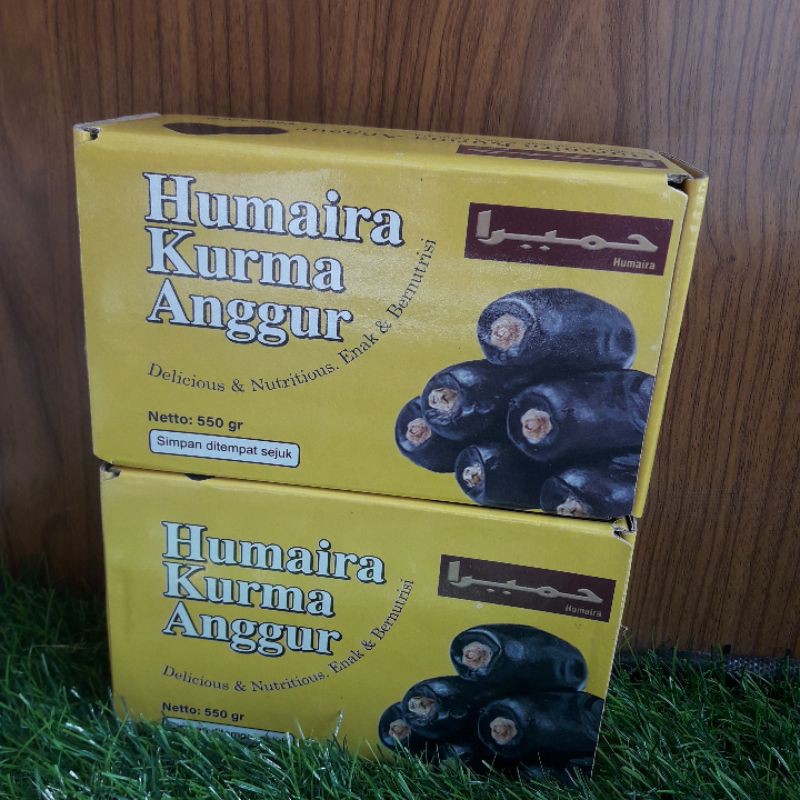 Humaira
Kurma
Anggur
Delicious & Nutritious. Enak & Bernutrisi
حميرا
Humaira
Netto: 550 gr
Simpan ditempat sejuk
Humaira
Kurma
Anggur
Delicious & Nutritious. Enak & Bernutrisi
حميرا
Humaira
Netto: 550 gr